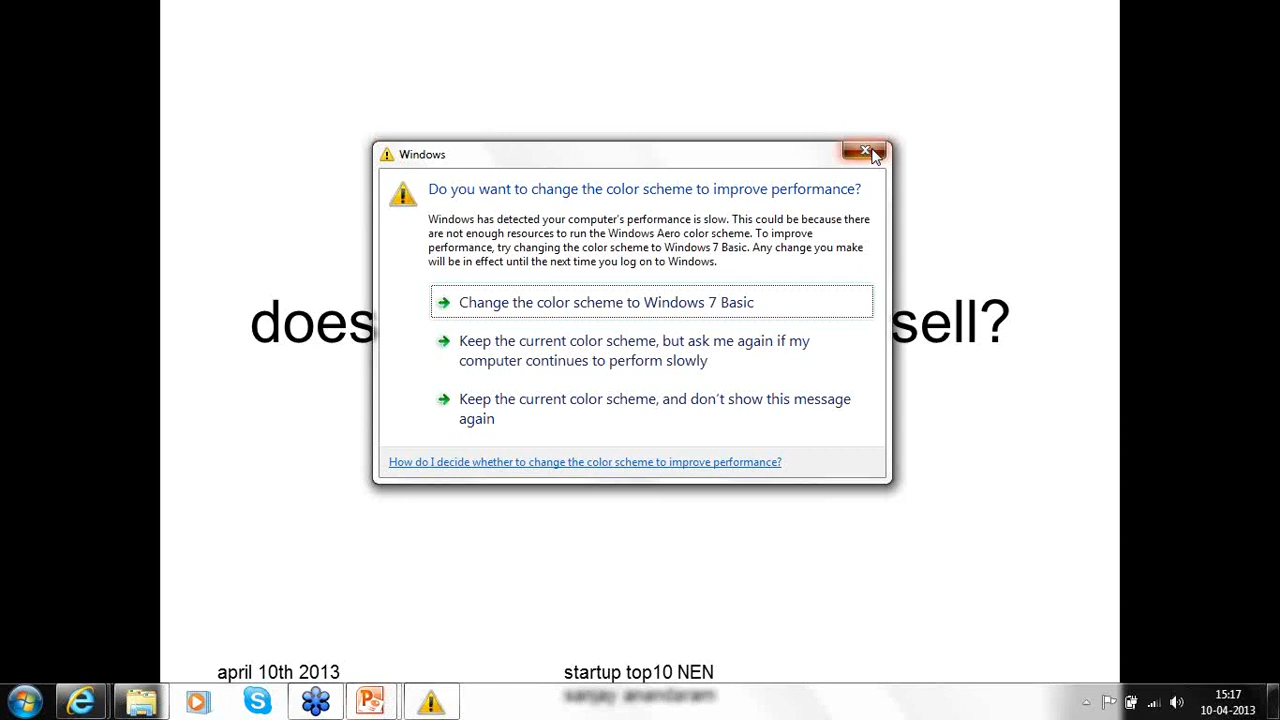 Windows
Do you want to change the color scheme to improve performance?
Windows has detected your computer's performance is slow. This could be because there
are not enough resources to run the Windows Aero color scheme. To improve
performance, try changing the color scheme to Windows 7 Basic. Any change you make
will be in effect until the next time you log on to Windows.
Change the color scheme to Windows 7 Basic
does
sell?
Keep the current color scheme, but ask me again if my
computer continues to perform slowly
Keep the current color scheme, and don't show this message
again
How do I decide whether to change the color scheme to improve performance?
april 10th 2013
startup top10 NEN
sanjay anandaram
15:17
10-04-2013